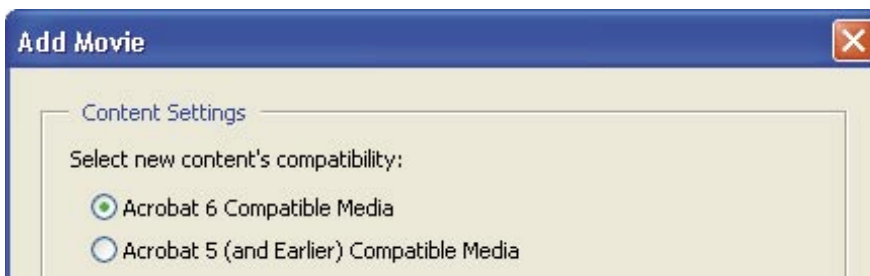 Add Movie
Content Settings
Select new content's compatibility:
Acrobat 6 Compatible Media
Acrobat 5 (and Earlier) Compatible Media